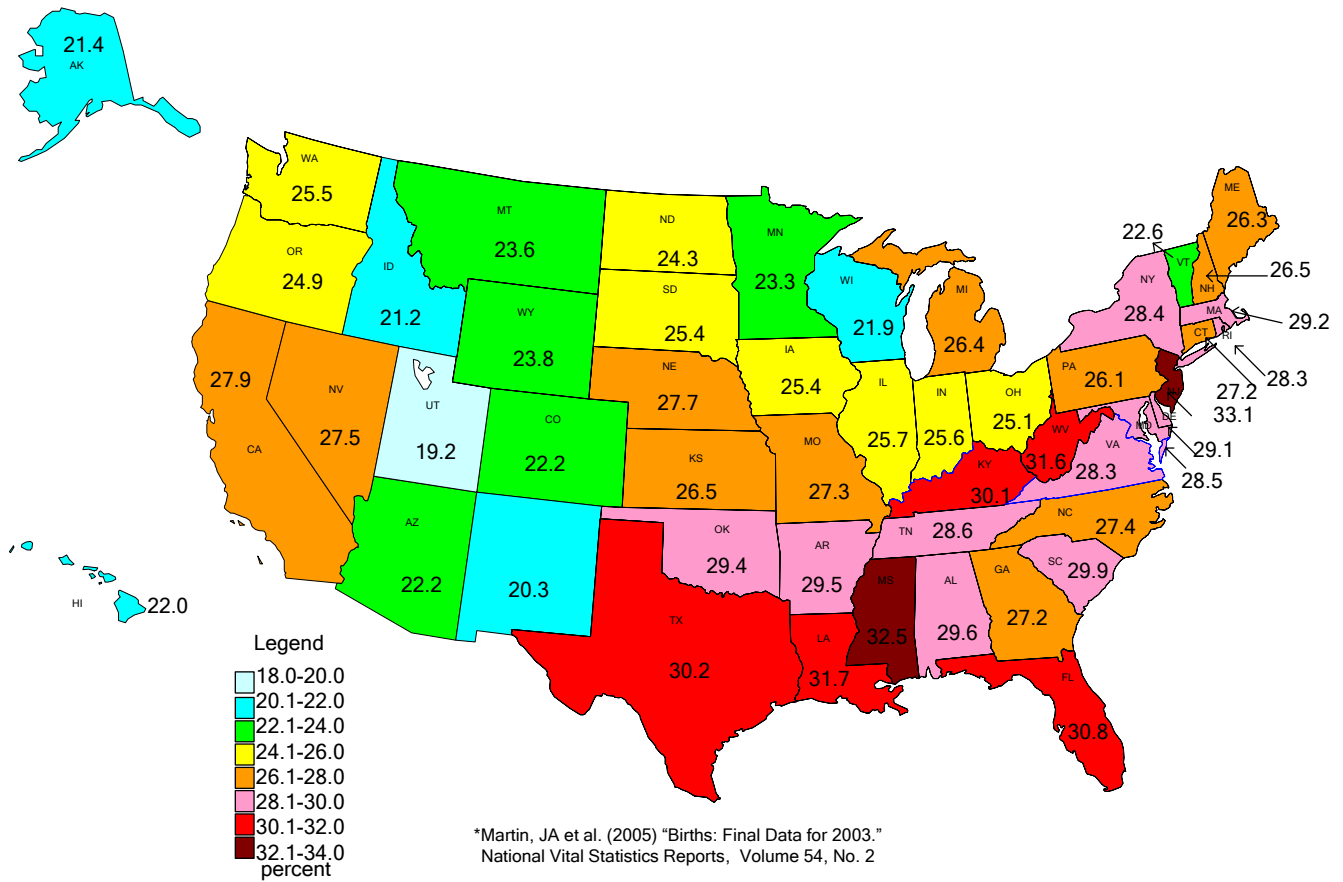 21.4
AK
WA
25.5
OR
24.9
ID
21.2
MT
23.6
WY
23.8
ND
24.3
SD
25.4
MN
23.3
WI
21.9
MI
26.4
ME
26.3
22.6
VT
NH
26.5
NY
28.4
MA
29.2
CT
RI
28.3
27.2
PA
26.1
NJ
33.1
DE
29.1
MD
28.5
27.9
CA
NV
27.5
UT
19.2
CO
22.2
NE
27.7
KS
26.5
IA
25.4
MO
27.3
IL
25.7
IN
25.6
OH
25.1
WV
31.6
VA
28.3
KY
30.1
AZ
22.2
20.3
OK
29.4
AR
29.5
TN
28.6
NC
27.4
SC
29.9
MS
32.5
AL
29.6
GA
27.2
TX
30.2
LA
31.7
FL
30.8
HI
22.0
Legend
18.0-20.0
20.1-22.0
22.1-24.0
24.1-26.0
26.1-28.0
28.1-30.0
30.1-32.0
32.1-34.0
percent
*Martin, JA et al. (2005) “Births: Final Data for 2003.”
National Vital Statistics Reports, Volume 54, No. 2